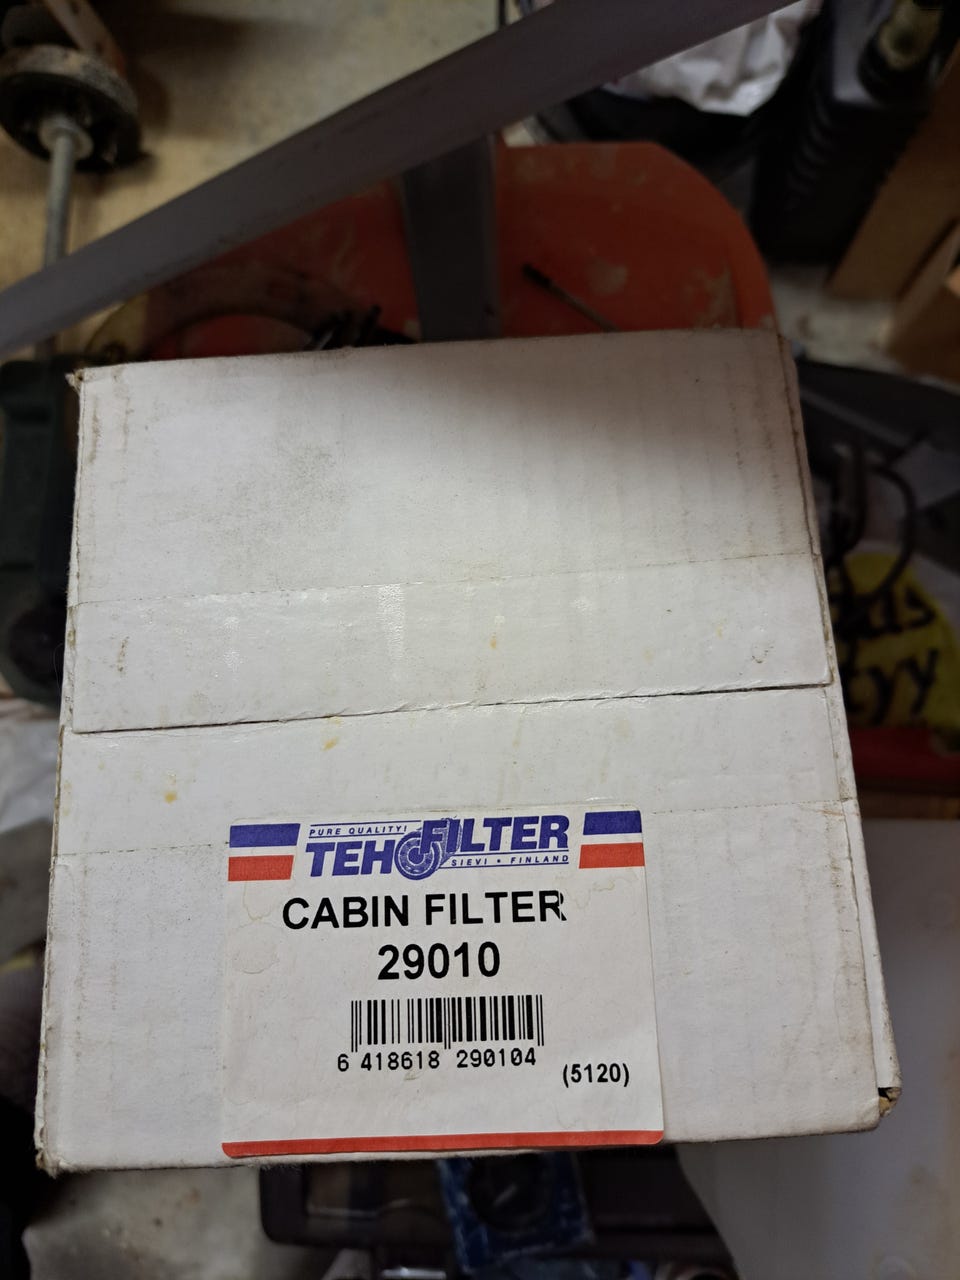 PURE QUALITY!
TEHOFILTER
SIEVI • FINLAND
CABIN FILTER
29010
6 418618 290104
(5120)